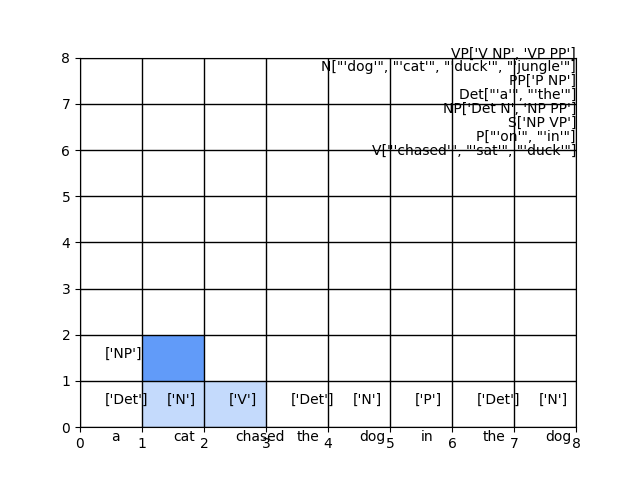 VP['V NP', 'VP PP']
8
N["'dog'", "'cat'", "'duck'", "'jungle'"]
PP['P NP']
Det["'a'", "'the'"]
7
NP['Det N', 'NP PP']
S['NP VP']
P["'on'", "'in'"]
6
V["'chased'", "'sat'", "'duck'"]
5
4
3
2
['NP']
1
['Det'] ['N'] ['V'] ['Det'] ['N'] ['P'] ['Det'] ['N']
0
a cat chased the dog in the dog
0 1 2 3 4 5 6 7 8